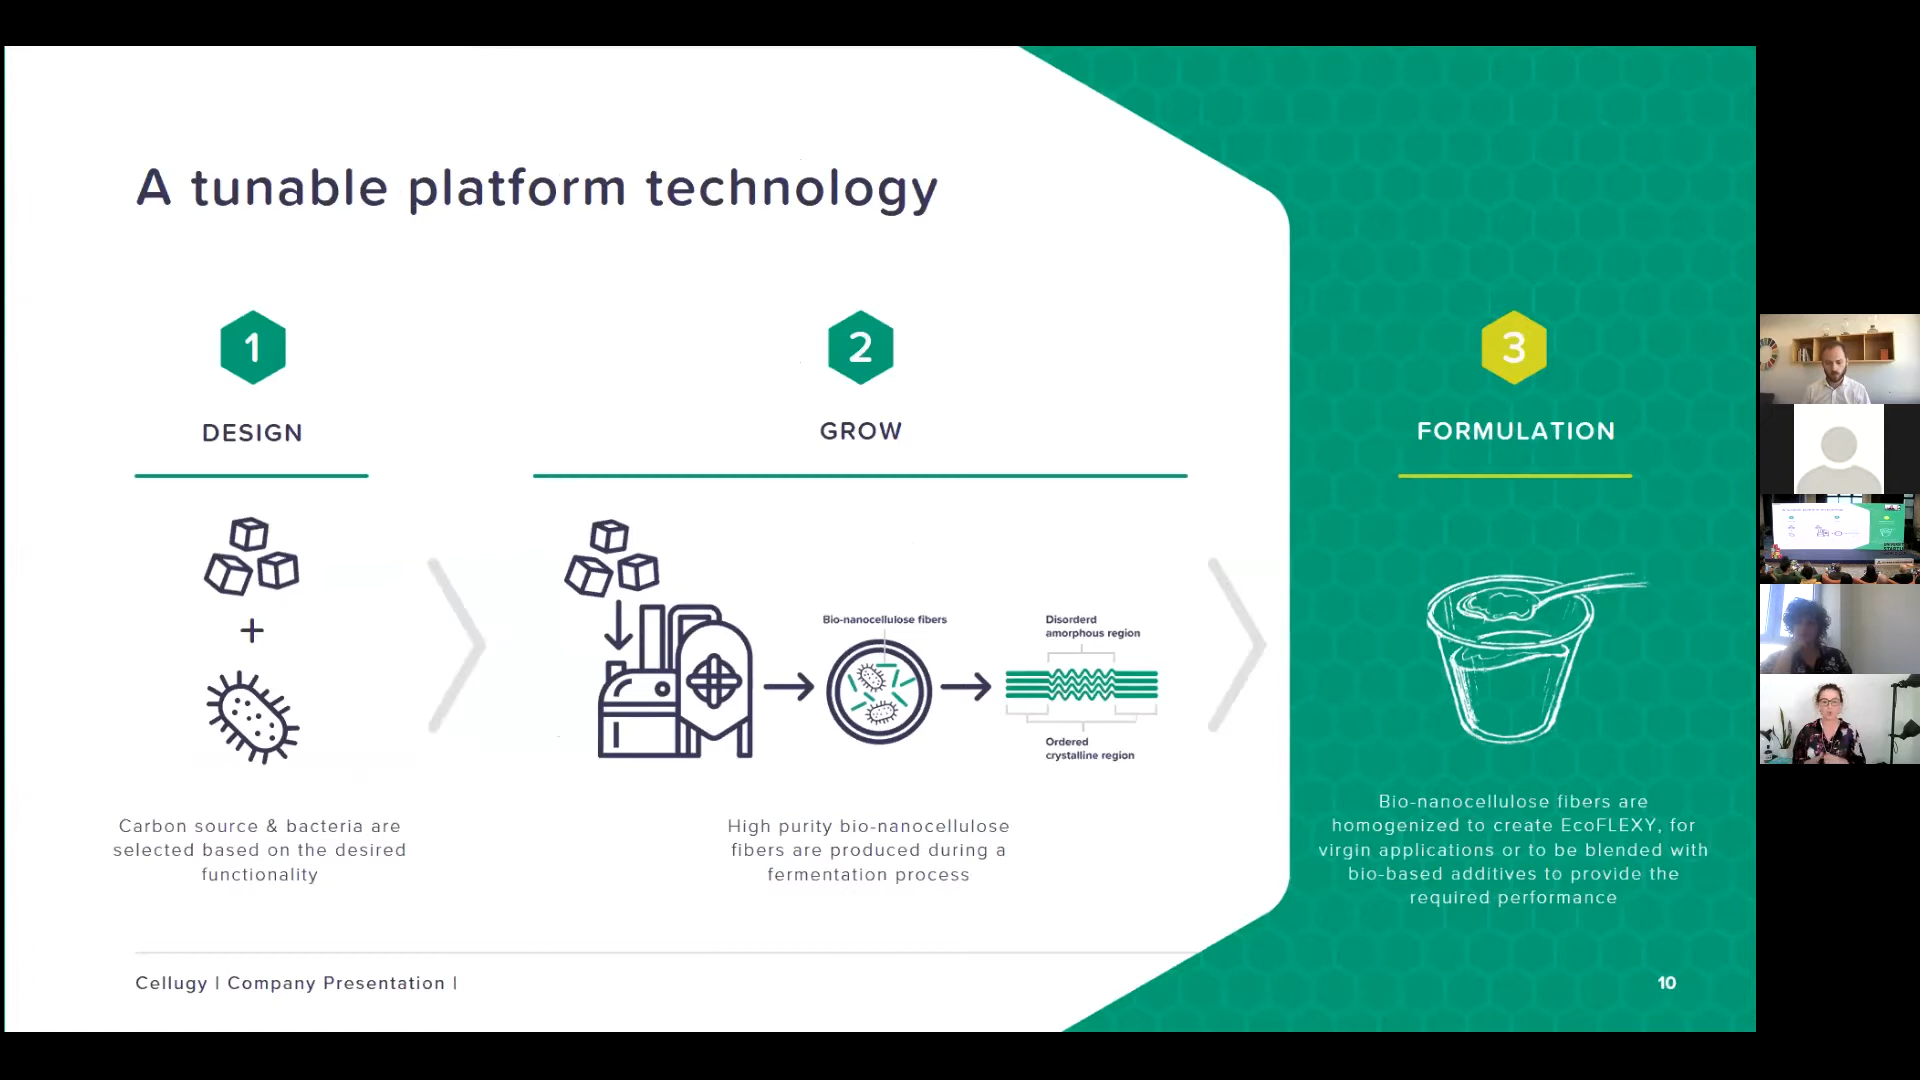 A tunable platform technology
1
DESIGN
+
Carbon source & bacteria are
selected based on the desired
functionality
2
GROW
Bio-nanocellulose fibers
Disorderd
amorphous region
Ordered
crystalline region
High purity bio-nanocellulose
fibers are produced during a
fermentation process
3
FORMULATION
Bio-nanocellulose fibers are
homogenized to create EcoFLEXY, for
virgin applications or to be blended with
bio-based additives to provide the
required performance
Cellugy | Company Presentation |
10
A tunable platform technology